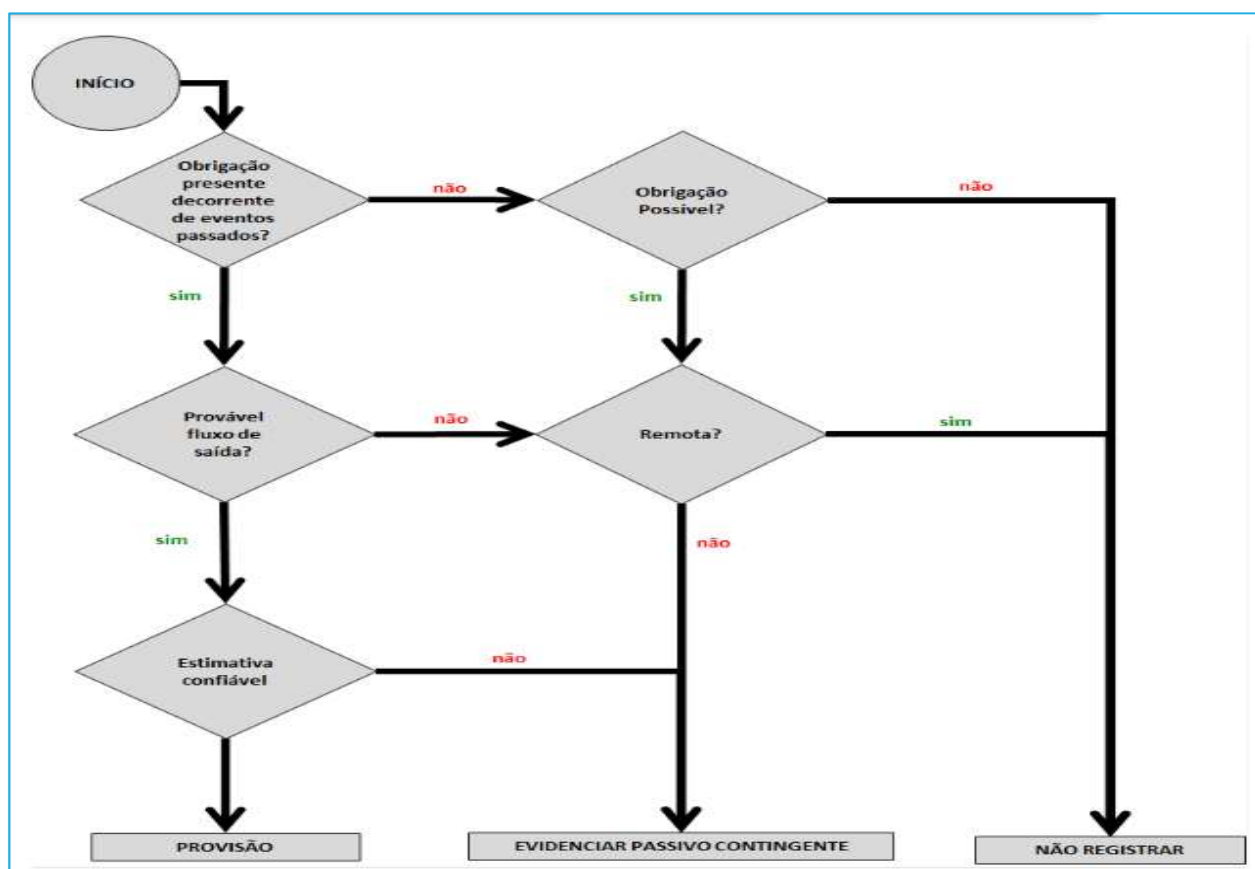 INÍCIO
Obrigação
presente
decorrente
de eventos
passados?
não
Obrigação
Possível?
não
sim
sim
Provável
fluxo de
saída?
não
Remota?
sim
sim
não
Estimativa
confiável
não
PROVISÃO
EVIDENCIAR PASSIVO CONTINGENTE
NÃO REGISTRAR